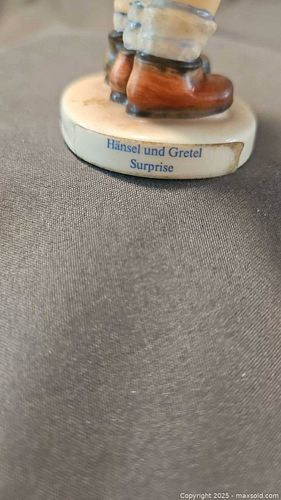 Hänsel und Gretel
Surprise
Copyright 2025 - maxsold.com